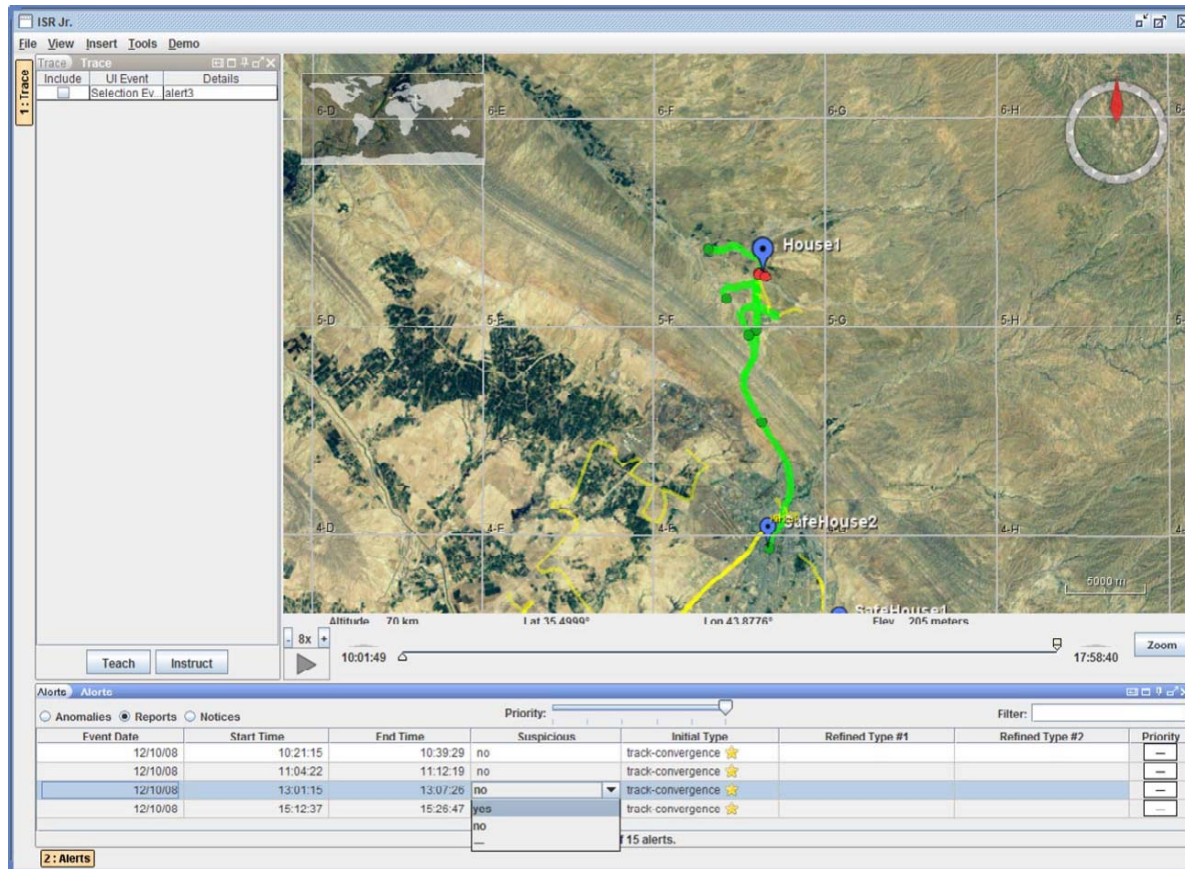 ISR Jr.
File View Insert Tools Demo
1 : Trace
Trace Trace
Include UI Event Details
Selection Ev... alert3
Teach Instruct
6-D 6-E 6-F 6-G 6-H 6-
House1
5-D 5-E 5-F 5-G 5-H 5-
4-D 4-E 4-E 4-H 4-
SafeHouse2
5000 m
SafeHouse1
Altitude 70 km Lat 35.4999° Lon 43.8776° Elev 205 meters
- 8x +
10:01:49 17:58:40 Zoom
Alerts Alerts
Anomalies Reports Notices Priority: Filter:
Event Date Start Time End Time Suspicious Initial Type Refined Type #1 Refined Type #2 Priority
12/10/08 10:21:15 10:39:29 no track-convergence —
12/10/08 11:04:22 11:12:19 no track-convergence —
12/10/08 13:01:15 13:07:26 no track-convergence —
12/10/08 15:12:37 15:26:47 track-convergence —
yes
no
—
f 15 alerts.
2 : Alerts